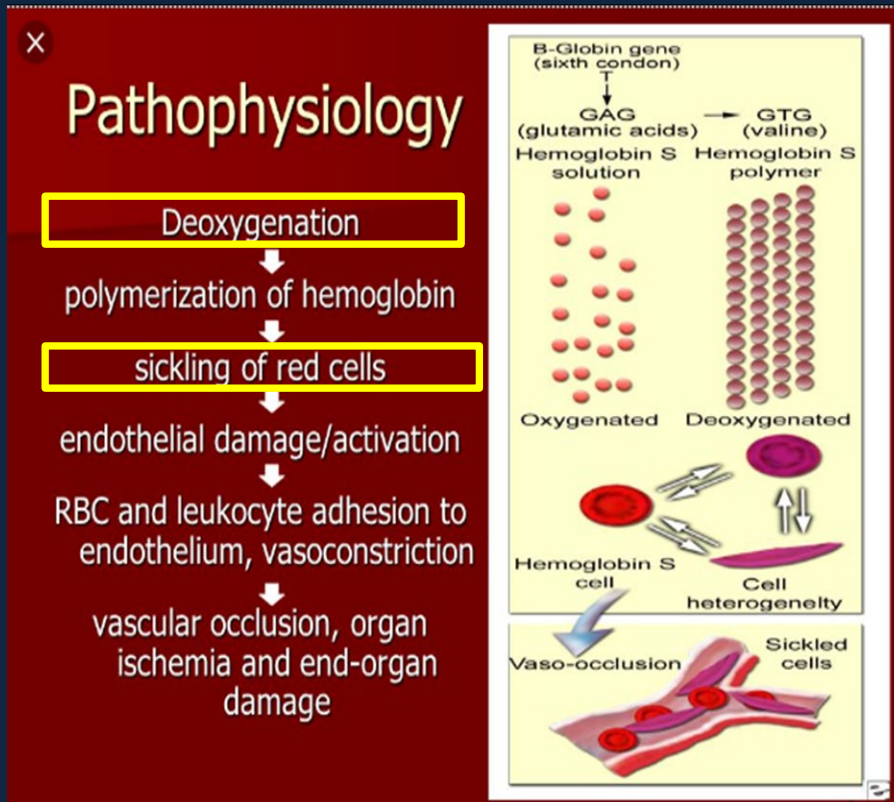 X
Pathophysiology
Deoxygenation
polymerization of hemoglobin
sickling of red cells
endothelial damage/activation
RBC and leukocyte adhesion to
endothelium, vasoconstriction
vascular occlusion, organ
ischemia and end-organ
damage
B-Globin gene
(sixth condon)
GAG → GTG
(glutamic acids) (valine)
Hemoglobin S Hemoglobin S
solution polymer
Oxygenated Deoxygenated
Hemoglobin S
cell
Cell
heterogenelty
Vaso-occlusion
Sickled
cells